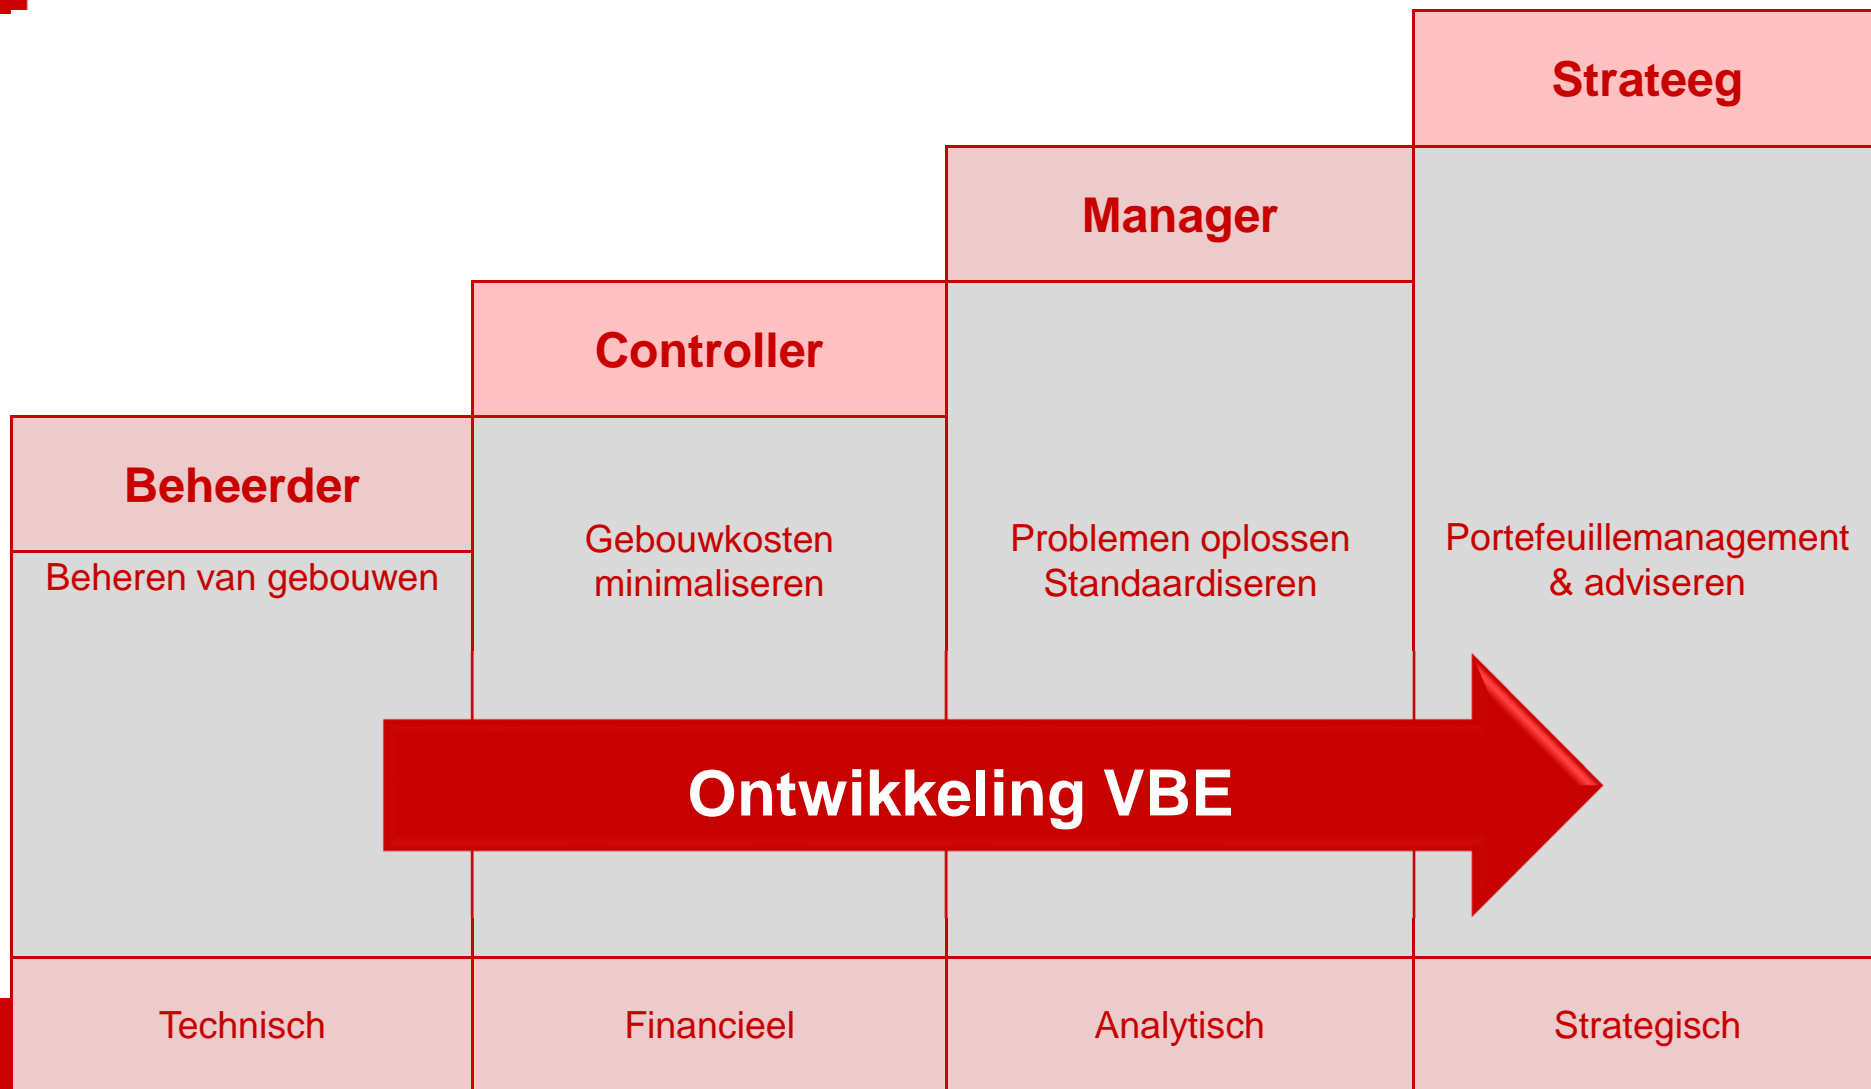 Strateeg
Manager
Controller
Beheerder
Beheren van gebouwen
Gebouwkosten
minimaliseren
Problemen oplossen
Standaardiseren
Portefeuillemanagement
& adviseren
Ontwikkeling VBE
Technisch
Financieel
Analytisch
Strategisch